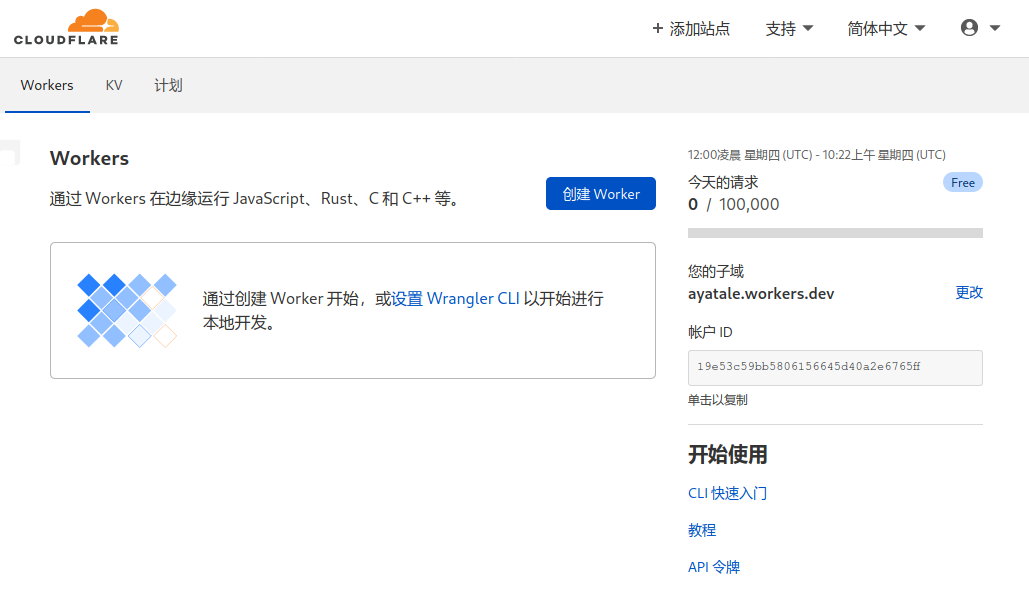 CLOUDFLARE
+ 添加站点
支持
简体中文
Workers
KV
计划
Workers
通过 Workers 在边缘运行 JavaScript、Rust、C 和 C++ 等。
创建 Worker
通过创建 Worker 开始，或设置 Wrangler CLI 以开始进行
本地开发。
12:00凌晨 星期四 (UTC) - 10:22上午 星期四 (UTC)
今天的请求
Free
0 / 100,000
您的子域
ayatale.workers.dev
更改
帐户 ID
19e53c59bb5806156645d40a2e6765ff
单击以复制
开始使用
CLI 快速入门
教程
API 令牌